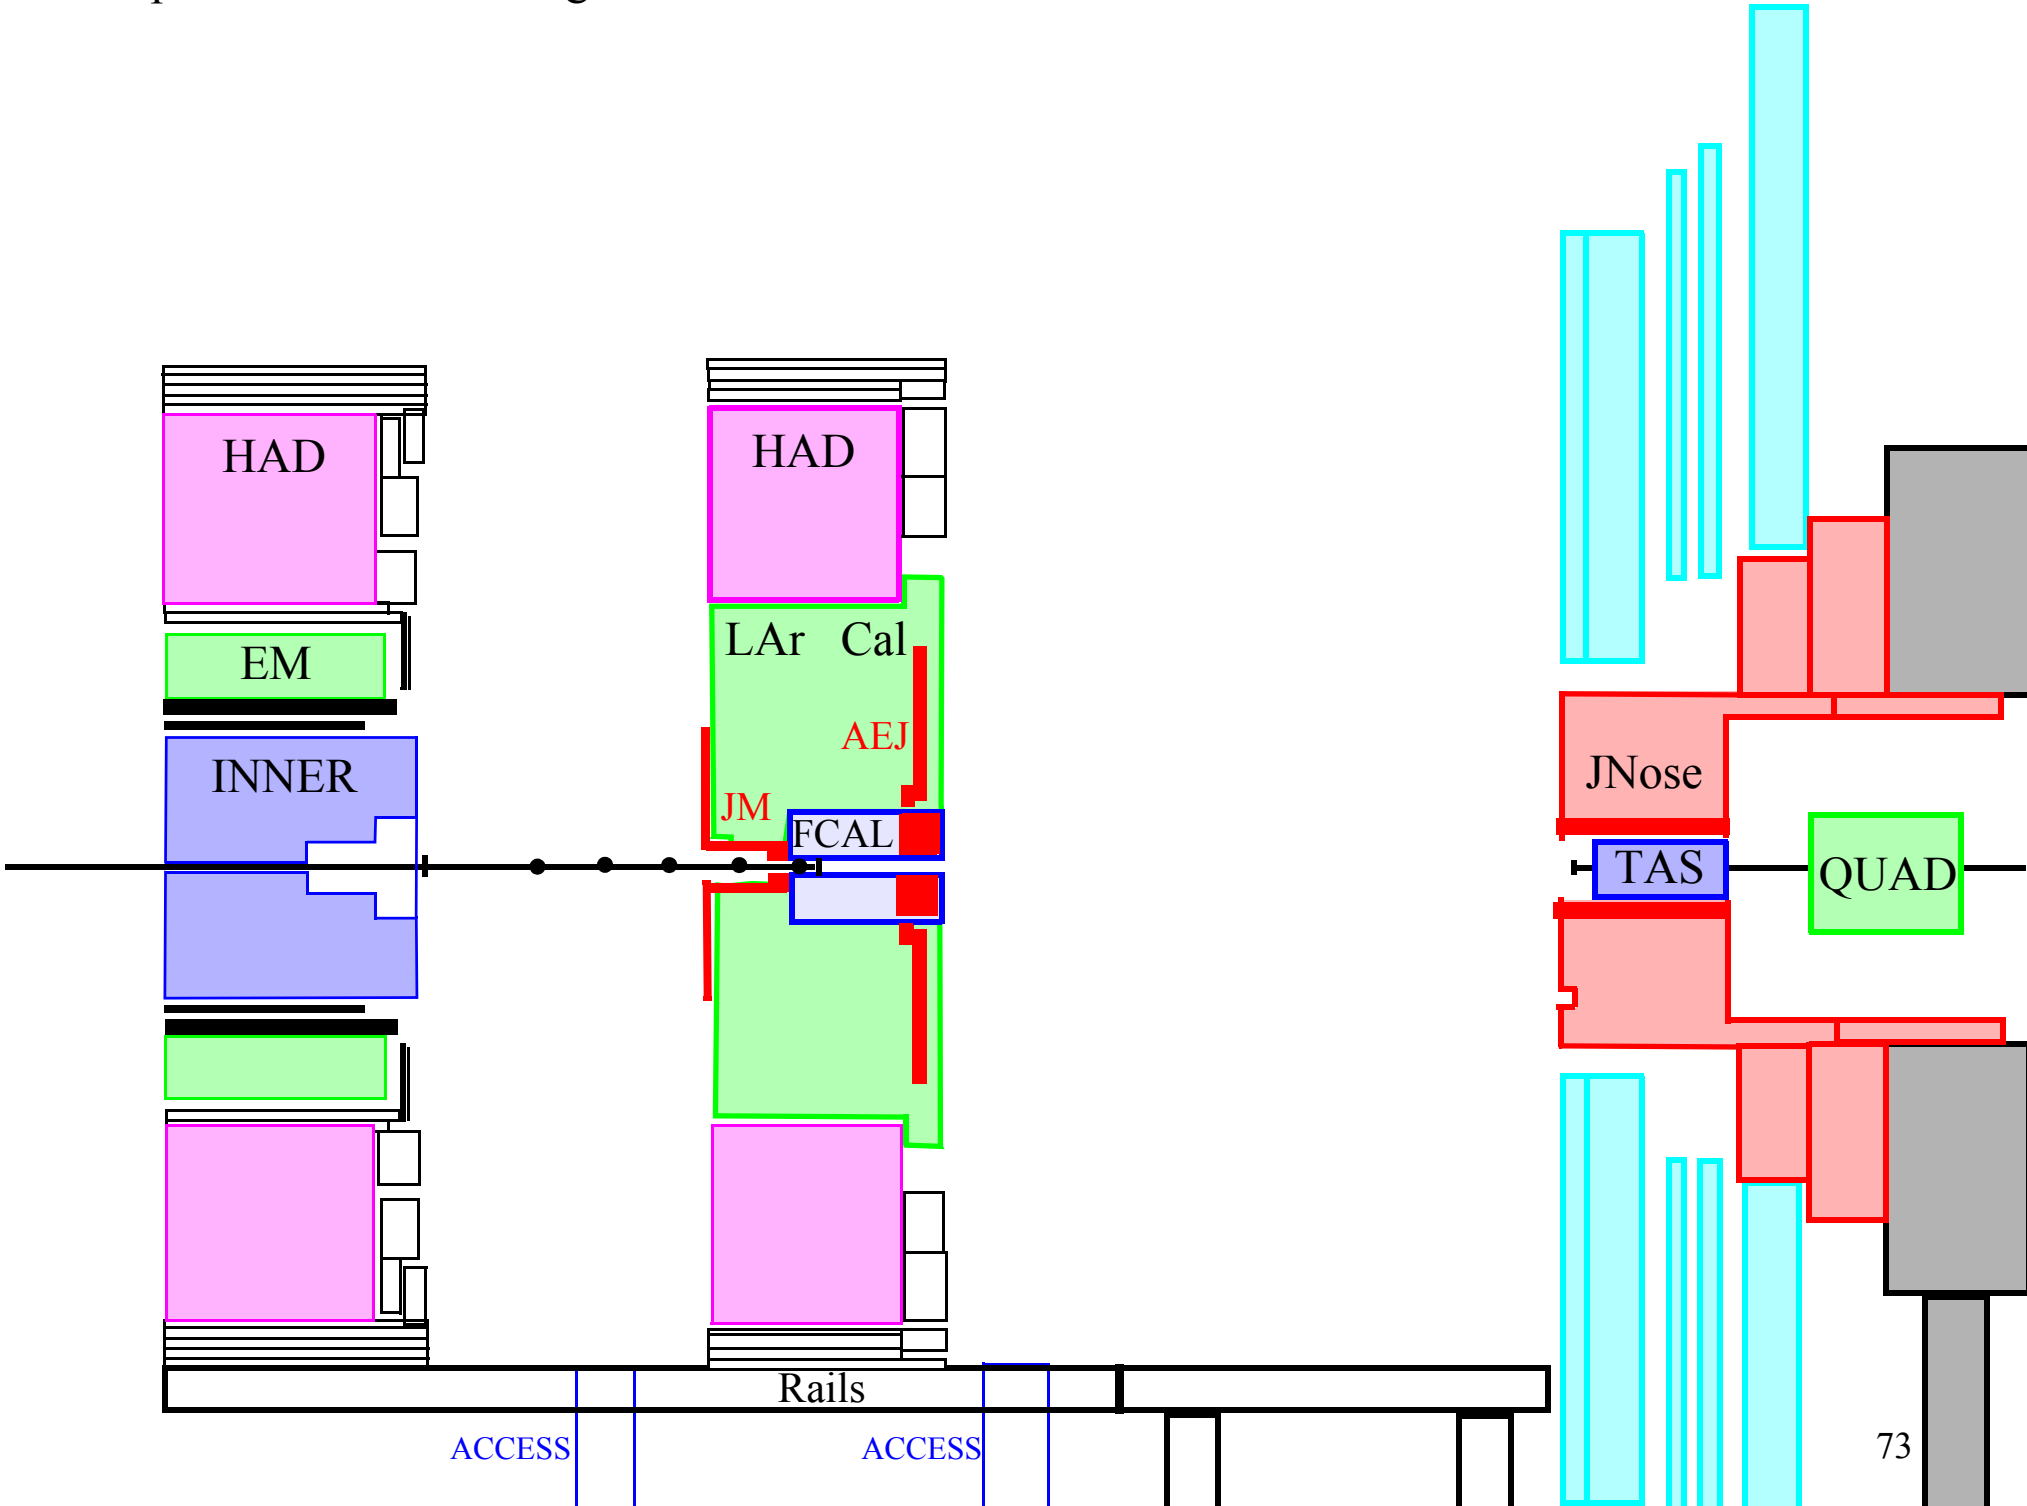 HAD
HAD
LAr Cal
EM
AEJ
INNER
JNose
JM
FCAL
TAS
QUAD
Rails
ACCESS
ACCESS
73